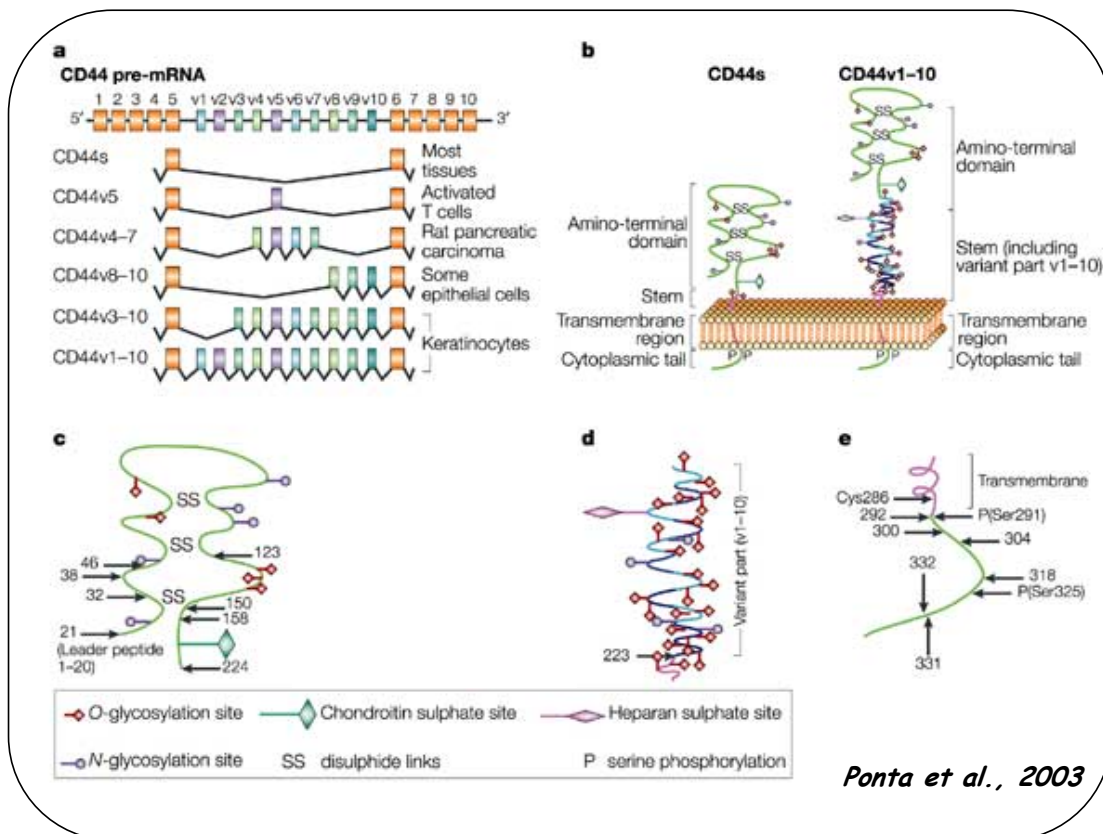 a
CD44 pre-mRNA
1 2 3 4 5 v1 v2 v3 v4 v5 v6 v7 v8 v9 v10 6 7 8 9 10
5′ 3′
CD44s
Most
tissues
CD44v5
Activated
T cells
CD44v4–7
Rat pancreatic
carcinoma
CD44v8–10
Some
epithelial cells
CD44v3–10
Keratinocytes
CD44v1–10
b
CD44s
CD44v1–10
SS
SS
SS
Amino-terminal
domain
Amino-terminal
domain
SS
SS
SS
Stem (including
variant part v1–10)
Stem
Transmembrane
region
Transmembrane
region
P P
P P
Cytoplasmic tail
Cytoplasmic tail
c
SS
SS
SS
46
38
32
21
(Leader peptide
1–20)
123
150
158
224
d
Variant part (v1–10)
223
e
Transmembrane
Cys286
292
P(Ser291)
300
304
332
318
P(Ser325)
331
O-glycosylation site
Chondroitin sulphate site
Heparan sulphate site
N-glycosylation site
SS disulphide links
P serine phosphorylation
Ponta et al., 2003